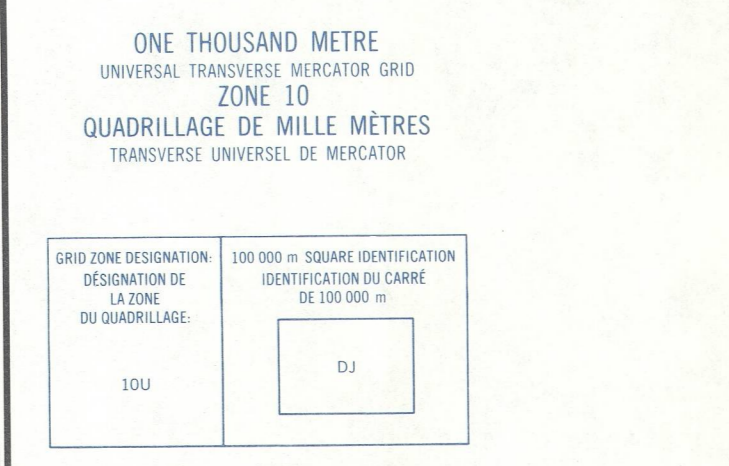 ONE THOUSAND METRE
UNIVERSAL TRANSVERSE MERCATOR GRID
ZONE 10
QUADRILLAGE DE MILLE MÈTRES
TRANSVERSE UNIVERSEL DE MERCATOR
GRID ZONE DESIGNATION:
DÉSIGNATION DE
LA ZONE
DU QUADRILLAGE:
10U
100 000 m SQUARE IDENTIFICATION
IDENTIFICATION DU CARRÉ
DE 100 000 m
DJ